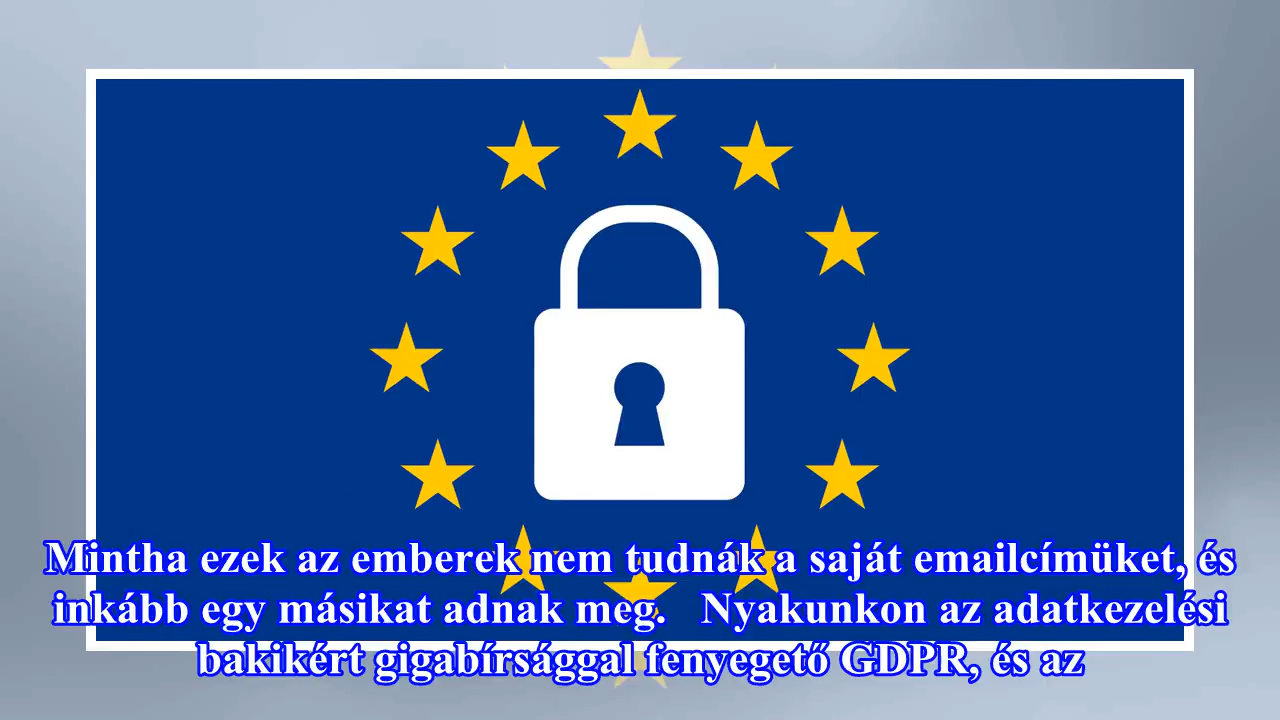 Mintha ezek az emberek nem tudnák a saját emailcímüket, és
inkább egy másikat adnak meg. Nyakunkon az adatkezelési
bakikért gigabírsággal fenyegető GDPR, és az